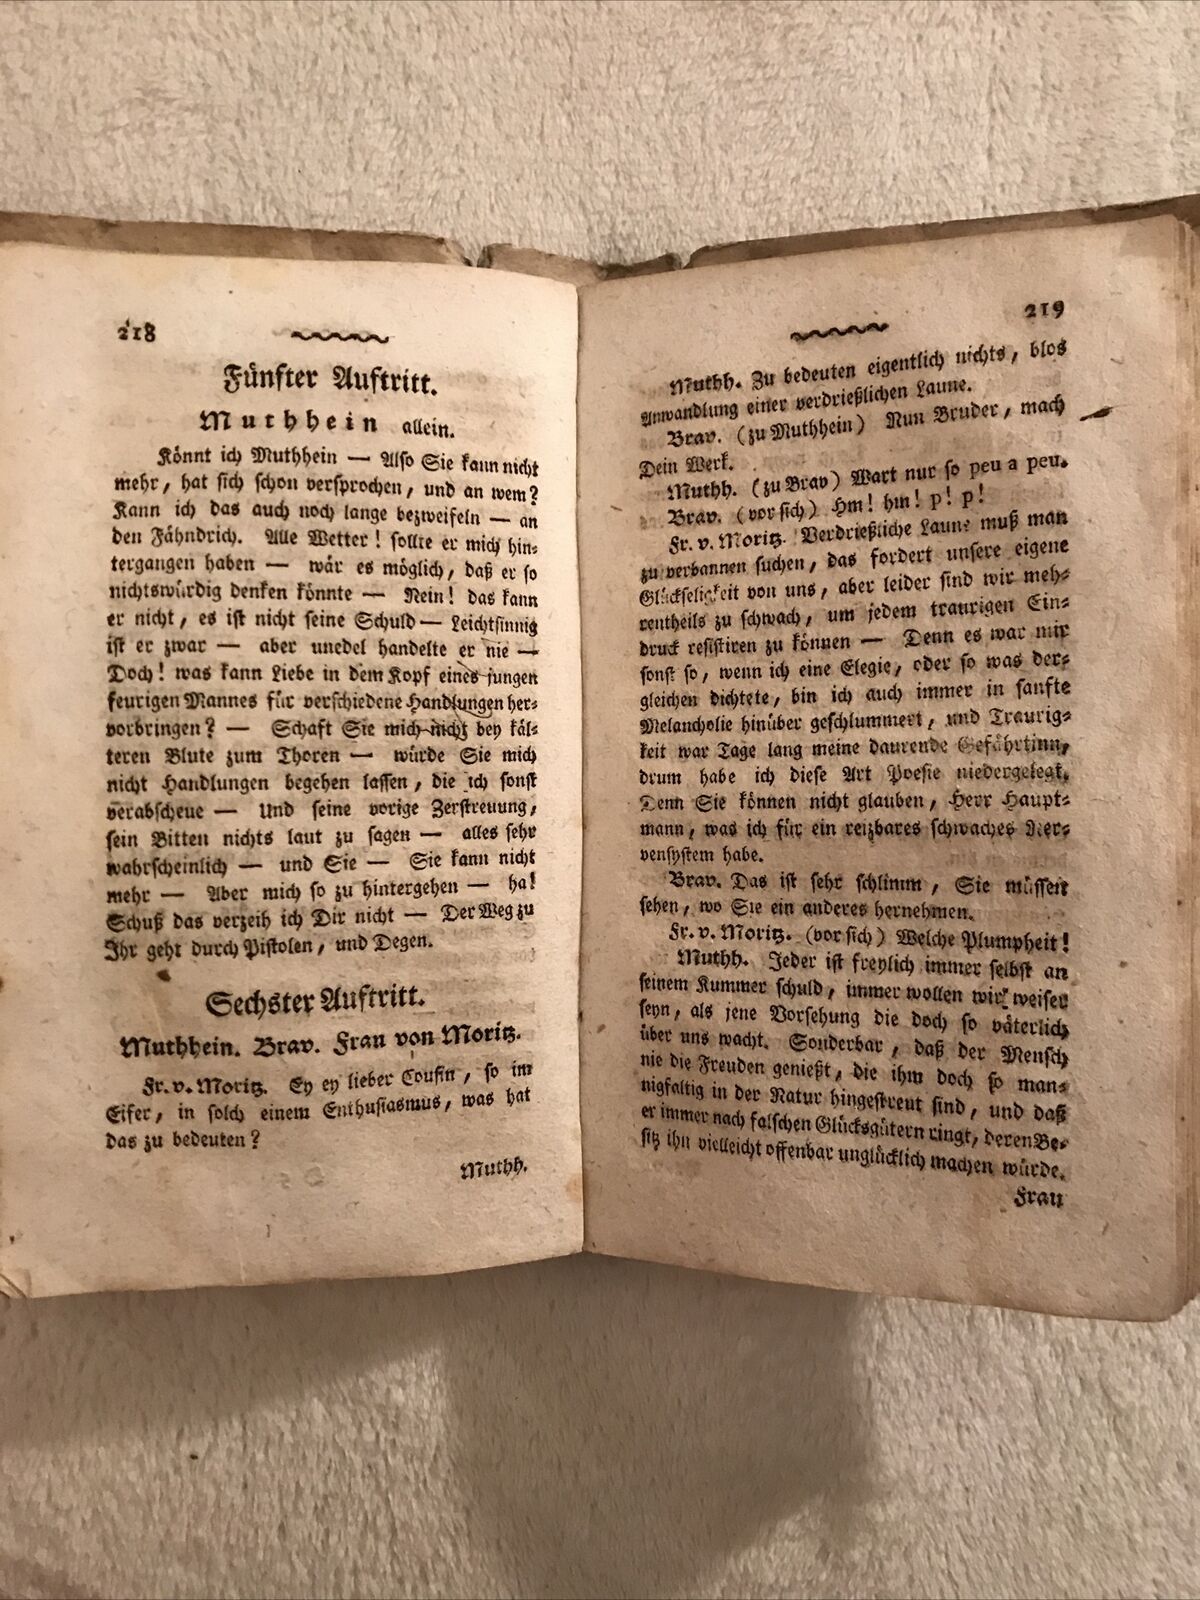 218
Fünfter Auftritt.
Muthhein allein.
Könnt ich Muthhein — Also Sie kann nicht
mehr, hat sich schon versprochen, und an wem?
Kann ich das auch noch lange bezweifeln — an
den Fähndrich. Alle Wetter! sollte er mich hin-
tergangen haben — wär es möglich, daß er so
nichtswürdig denken könnte — Nein! das kann
er nicht, es ist nicht seine Schuld — Leichtsinnig
ist er zwar — aber unedel handelte er nie —
Doch! was kann Liebe in dem Kopf eines jungen
feurigen Mannes für verschiedene Handlungen her-
vorbringen? — Schaft Sie mich nicht bey käl-
teren Blute zum Thoren — würde Sie mich
nicht Handlungen begehen lassen, die ich sonst
verabscheue — Und seine vorige Zerstreuung,
sein Bitten nichts laut zu sagen — alles sehr
wahrscheinlich — und Sie — Sie kann nicht
mehr — Aber mich so zu hintergehen — ha!
Schuß das verzeih ich Dir nicht — Der Weg zu
Ihr geht durch Pistolen, und Degen.
Sechster Auftritt.
Muthhein. Brav. Frau von Moritz.
Fr. v. Moritz. Ey ey lieber Cousin, so im
Eifer, in solch einem Enthusiasmus, was hat
das zu bedeuten?
Muthh.
219
Muthh. Zu bedeuten eigentlich nichts, blos
Anwandlung einer verdrießlichen Laune.
Brav. (zu Muthhein) Nun Bruder, mach
Dein Werk.
Muthh. (zu Brav) Wart nur so peu a peu.
Brav. (vor sich) Hm! hm! p! p!
Fr. v. Moritz. Verdrießliche Laune muß man
zu verbannen suchen, das fordert unsere eigene
Glückseligkeit von uns, aber leider sind wir meh-
rentheils zu schwach, um jedem traurigen Ein-
druck resistiren zu können — Denn es war mir
sonst so, wenn ich eine Elegie, oder so was der-
gleichen dichtete, bin ich auch immer in sanfte
Melancholie hinüber geschlummert, und Traurig-
keit war Tage lang meine daurende Gefährtinn,
drum habe ich diese Art Poesie niedergelegt.
Denn Sie können nicht glauben, Herr Haupt-
mann, was ich für ein reizbares schwaches Ner-
vensystem habe.
Brav. Das ist sehr schlimm, Sie müssen
sehen, wo Sie ein anderes hernehmen.
Fr. v. Moritz. (vor sich) Welche Plumpheit!
Muthh. Jeder ist freylich immer selbst an
seinem Kummer schuld, immer wollen wir weiser
seyn, als jene Vorsehung die doch so väterlich
über uns wacht. Sonderbar, daß der Mensch
nie die Freuden genießt, die ihm doch so man-
nigfaltig in der Natur hingestreut sind, und daß
er immer nach falschen Glücksgütern ringt, deren Be-
sitz ihn vielleicht offenbar unglücklich machen würde.
Frau